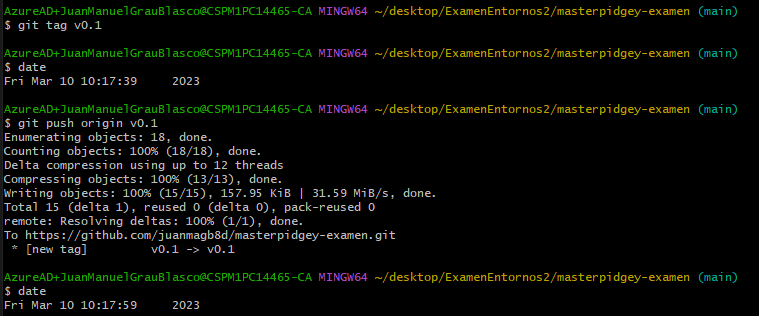 AzureAD+JuanManuelGrauBlasco@CSPM1PC14465-CA MINGW64 ~/desktop/ExamenEntornos2/masterpidgey-examen (main)
$ git tag v0.1
AzureAD+JuanManuelGrauBlasco@CSPM1PC14465-CA MINGW64 ~/desktop/ExamenEntornos2/masterpidgey-examen (main)
$ date
Fri Mar 10 10:17:39     2023
AzureAD+JuanManuelGrauBlasco@CSPM1PC14465-CA MINGW64 ~/desktop/ExamenEntornos2/masterpidgey-examen (main)
$ git push origin v0.1
Enumerating objects: 18, done.
Counting objects: 100% (18/18), done.
Delta compression using up to 12 threads
Compressing objects: 100% (13/13), done.
Writing objects: 100% (15/15), 157.95 KiB | 31.59 MiB/s, done.
Total 15 (delta 1), reused 0 (delta 0), pack-reused 0
remote: Resolving deltas: 100% (1/1), done.
To https://github.com/juanmagb8d/masterpidgey-examen.git
 * [new tag]         v0.1 -> v0.1
AzureAD+JuanManuelGrauBlasco@CSPM1PC14465-CA MINGW64 ~/desktop/ExamenEntornos2/masterpidgey-examen (main)
$ date
Fri Mar 10 10:17:59     2023